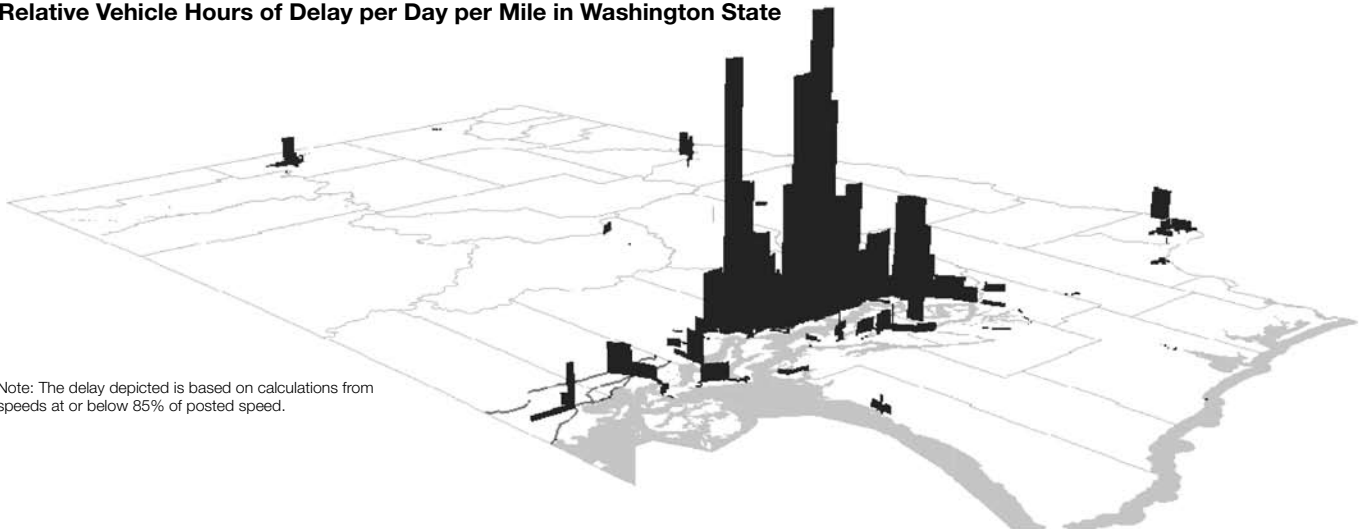 Relative Vehicle Hours of Delay per Day per Mile in Washington State
Note: The delay depicted is based on calculations from
speeds at or below 85% of posted speed.